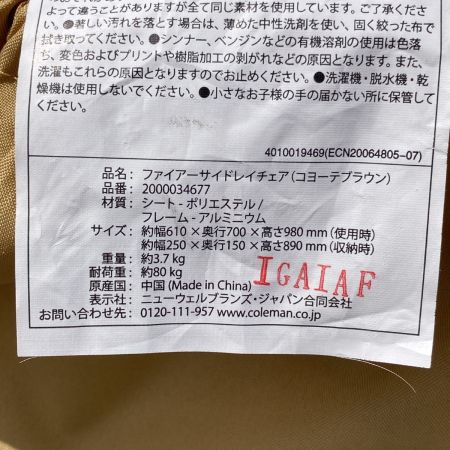 よって違うことがありますが全て同じ素材を使用しています。ご了承くださ
い。●著しい汚れを落とす場合は、薄めた中性洗剤を使い、固く絞った布で
拭き取ってください。●シンナー、ベンジンなどの有機溶剤の使用は色落
ち、変色およびプリントや樹脂加工の剥がれなどの原因となります。また、
洗濯もこれらの原因となりますのでお止めください。●洗濯機・脱水機・乾
燥機は使用しないでください。●小さなお子様の手の届かない所に保管して
ください。
4010019469(ECN20064805-07)
品名： ファイアーサイドレイチェア（コヨーテブラウン）
品番： 2000034677
材質： シート - ポリエステル /
フレーム - アルミニウム
サイズ： 約幅610 × 奥行700 × 高さ980 mm（使用時）
約幅250 × 奥行150 × 高さ890 mm（収納時）
重量： 約3.7 kg
耐荷重： 約80 kg
原産国： 中国 (Made in China)
表示社： ニューウェルブランズ・ジャパン合同会社
お問い合わせ先： 0120-111-957 www.coleman.co.jp
IGAIAF